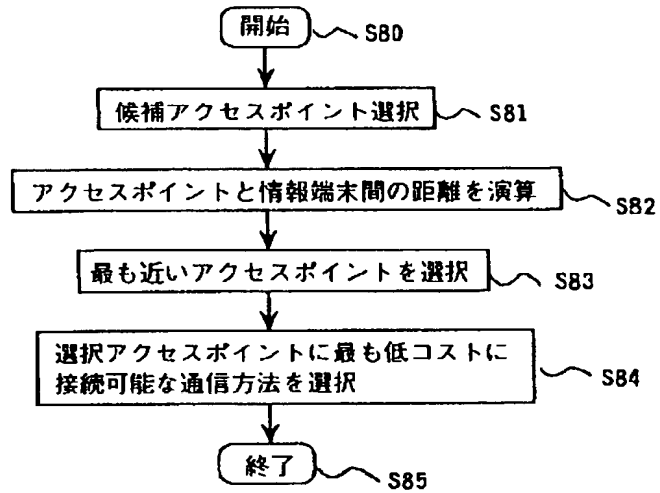 開始
S80
候補アクセスポイント選択
S81
アクセスポイントと情報端末間の距離を演算
S82
最も近いアクセスポイントを選択
S83
選択アクセスポイントに最も低コストに
接続可能な通信方法を選択
S84
終了
S85